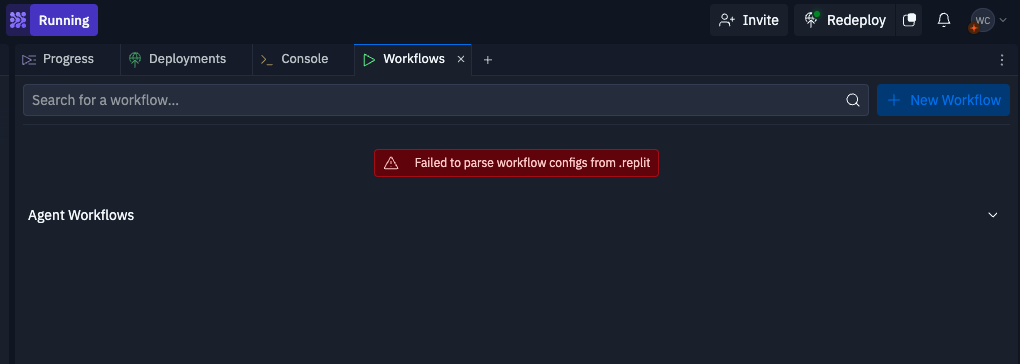 Running
Invite
Redeploy
WC
Progress
Deployments
Console
Workflows
Search for a workflow...
New Workflow
Failed to parse workflow configs from .replit
Agent Workflows